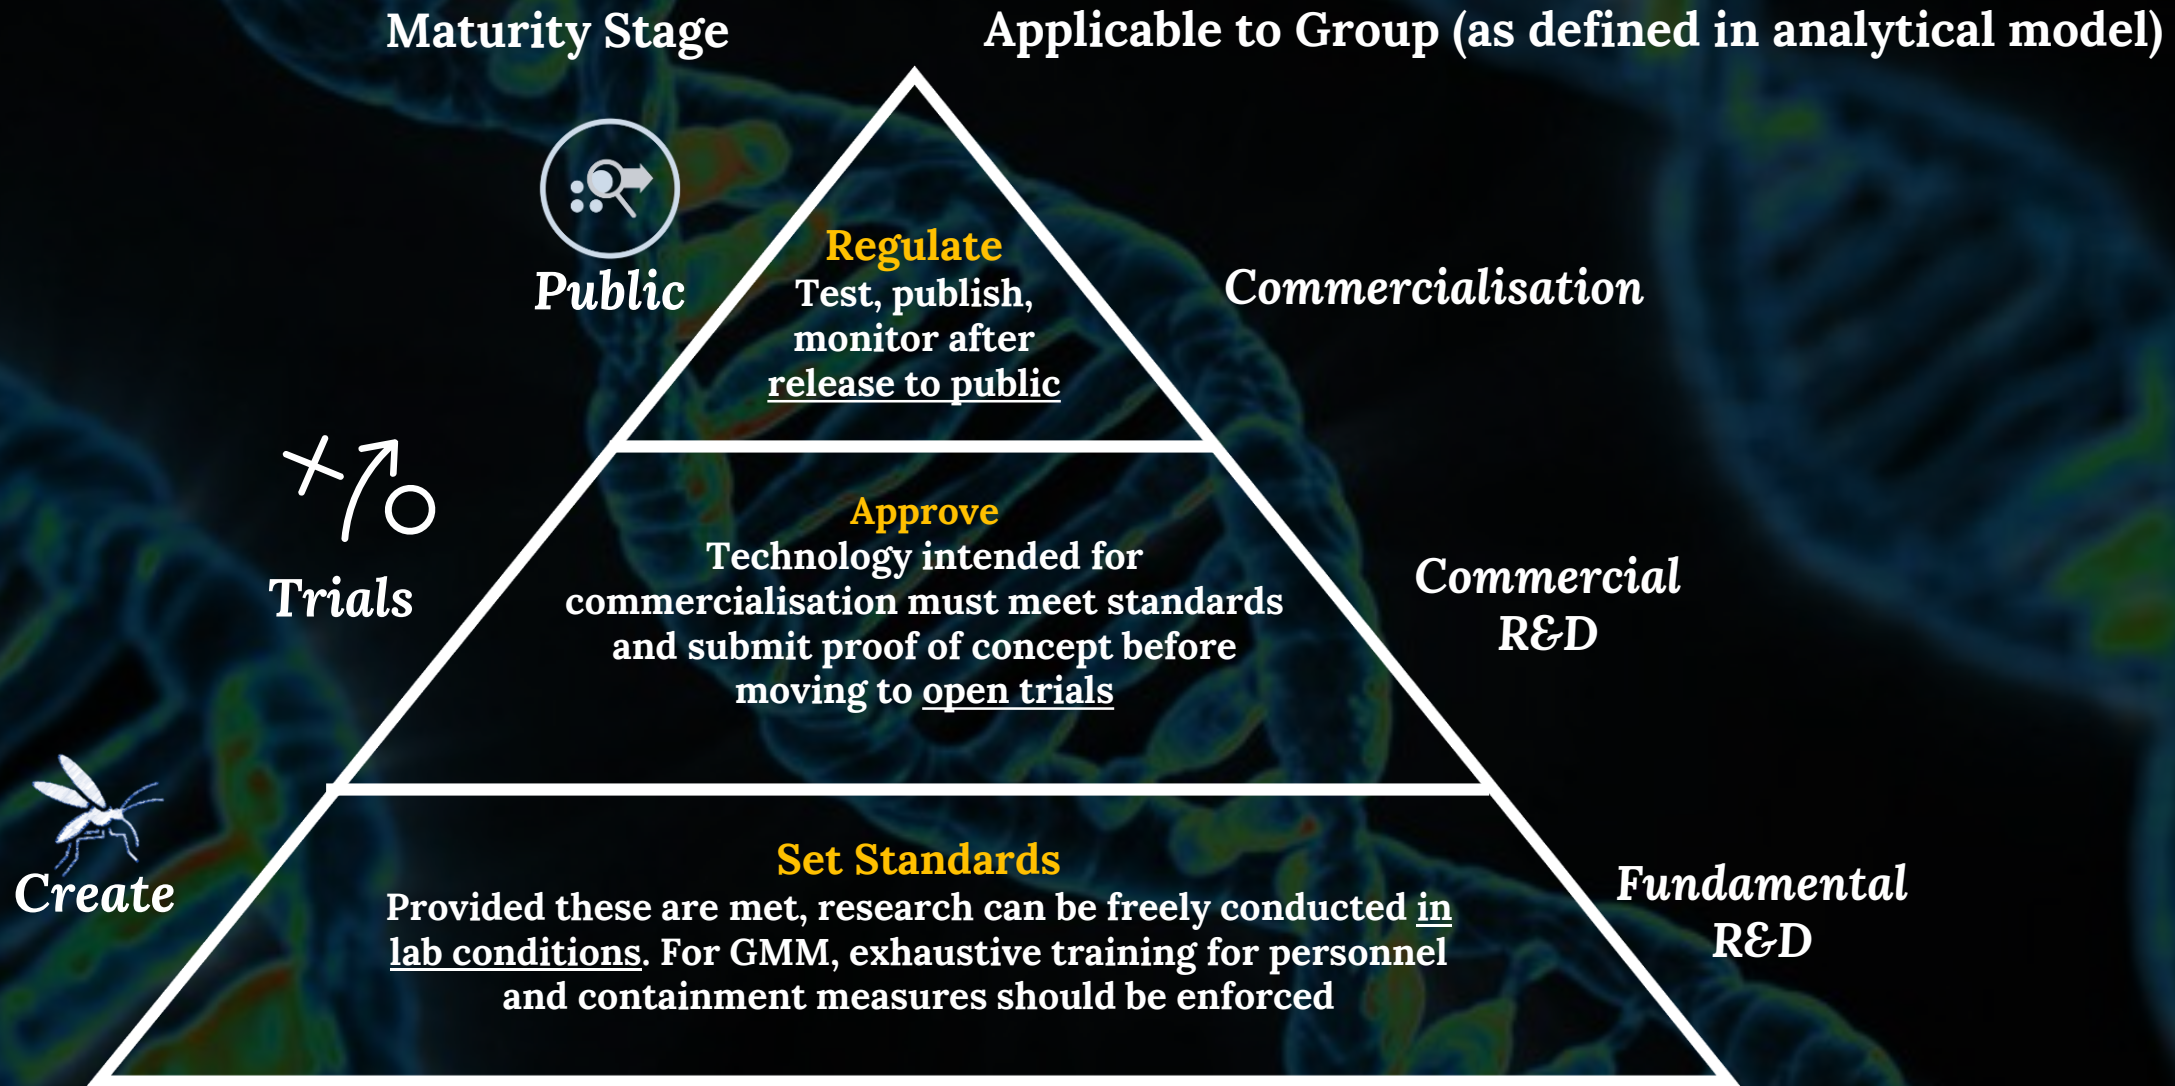 Maturity Stage
Applicable to Group (as defined in analytical model)
Public
Regulate
Test, publish,
monitor after
release to public
Commercialisation
Trials
Approve
Technology intended for
commercialisation must meet standards
and submit proof of concept before
moving to open trials
Commercial
R&D
Create
Set Standards
Provided these are met, research can be freely conducted in
lab conditions. For GMM, exhaustive training for personnel
and containment measures should be enforced
Fundamental
R&D